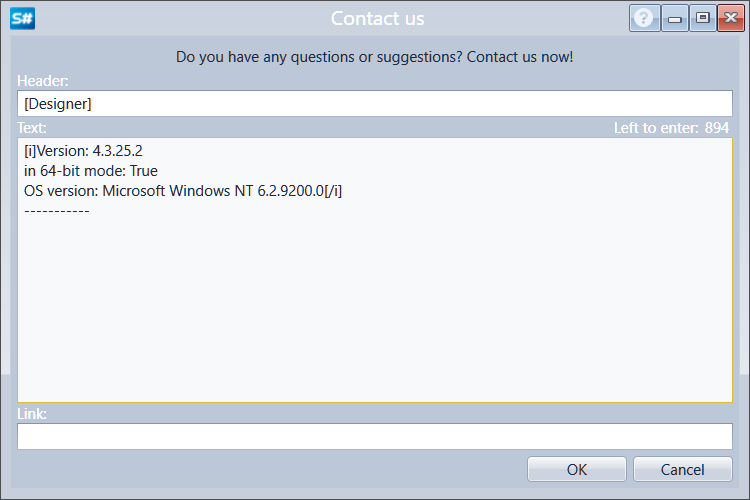 S#
Contact us
?
Do you have any questions or suggestions? Contact us now!
Header:
[Designer]
Text:
Left to enter: 894
[i]Version: 4.3.25.2
in 64-bit mode: True
OS version: Microsoft Windows NT 6.2.9200.0[/i]
-----------
Link:
OK
Cancel